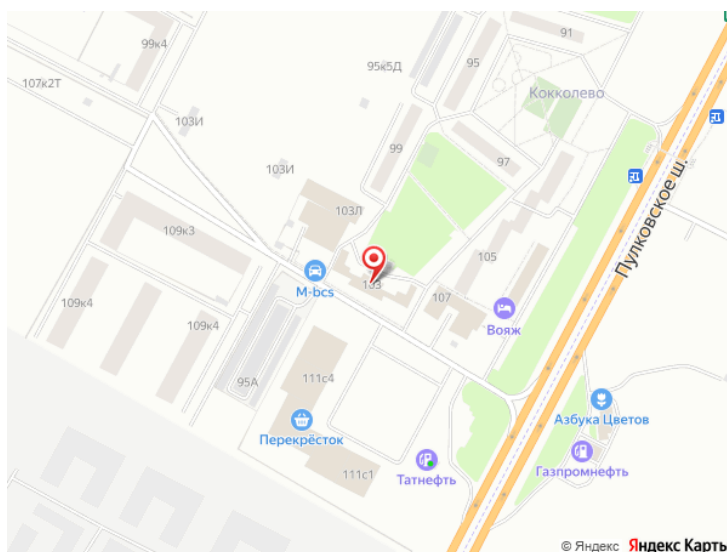 91
99к4
95
95к5Д
107к2Т
Кокколево
103И
99
97
103И
Пулковское ш.
103Л
109к3
105
103
M-bcs
107
Вояж
109к4
109к4
95А
111с4
Азбука Цветов
Перекрёсток
111с1
Татнефть
Газпромнефть
© Яндекс Яндекс Карты